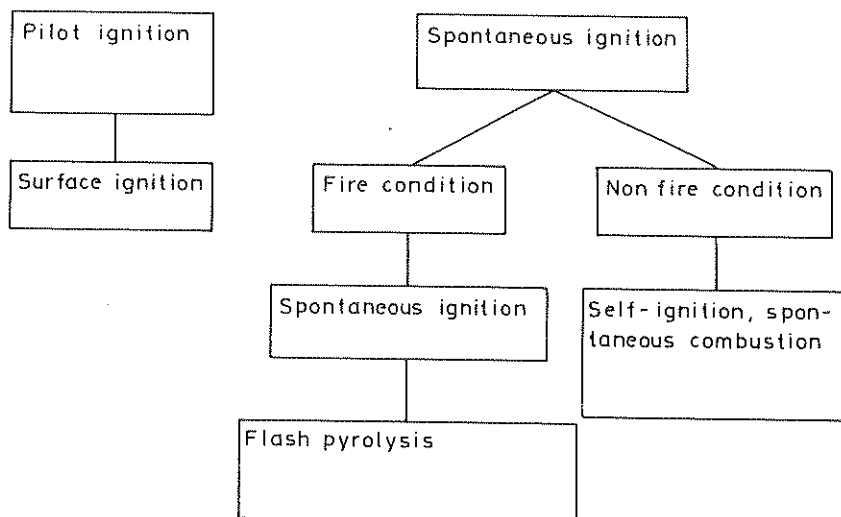 Pilot ignition
Spontaneous ignition
Surface ignition
Fire condition
Non fire condition
Spontaneous ignition
Self-ignition, spon-
taneous combustion
Flash pyrolysis